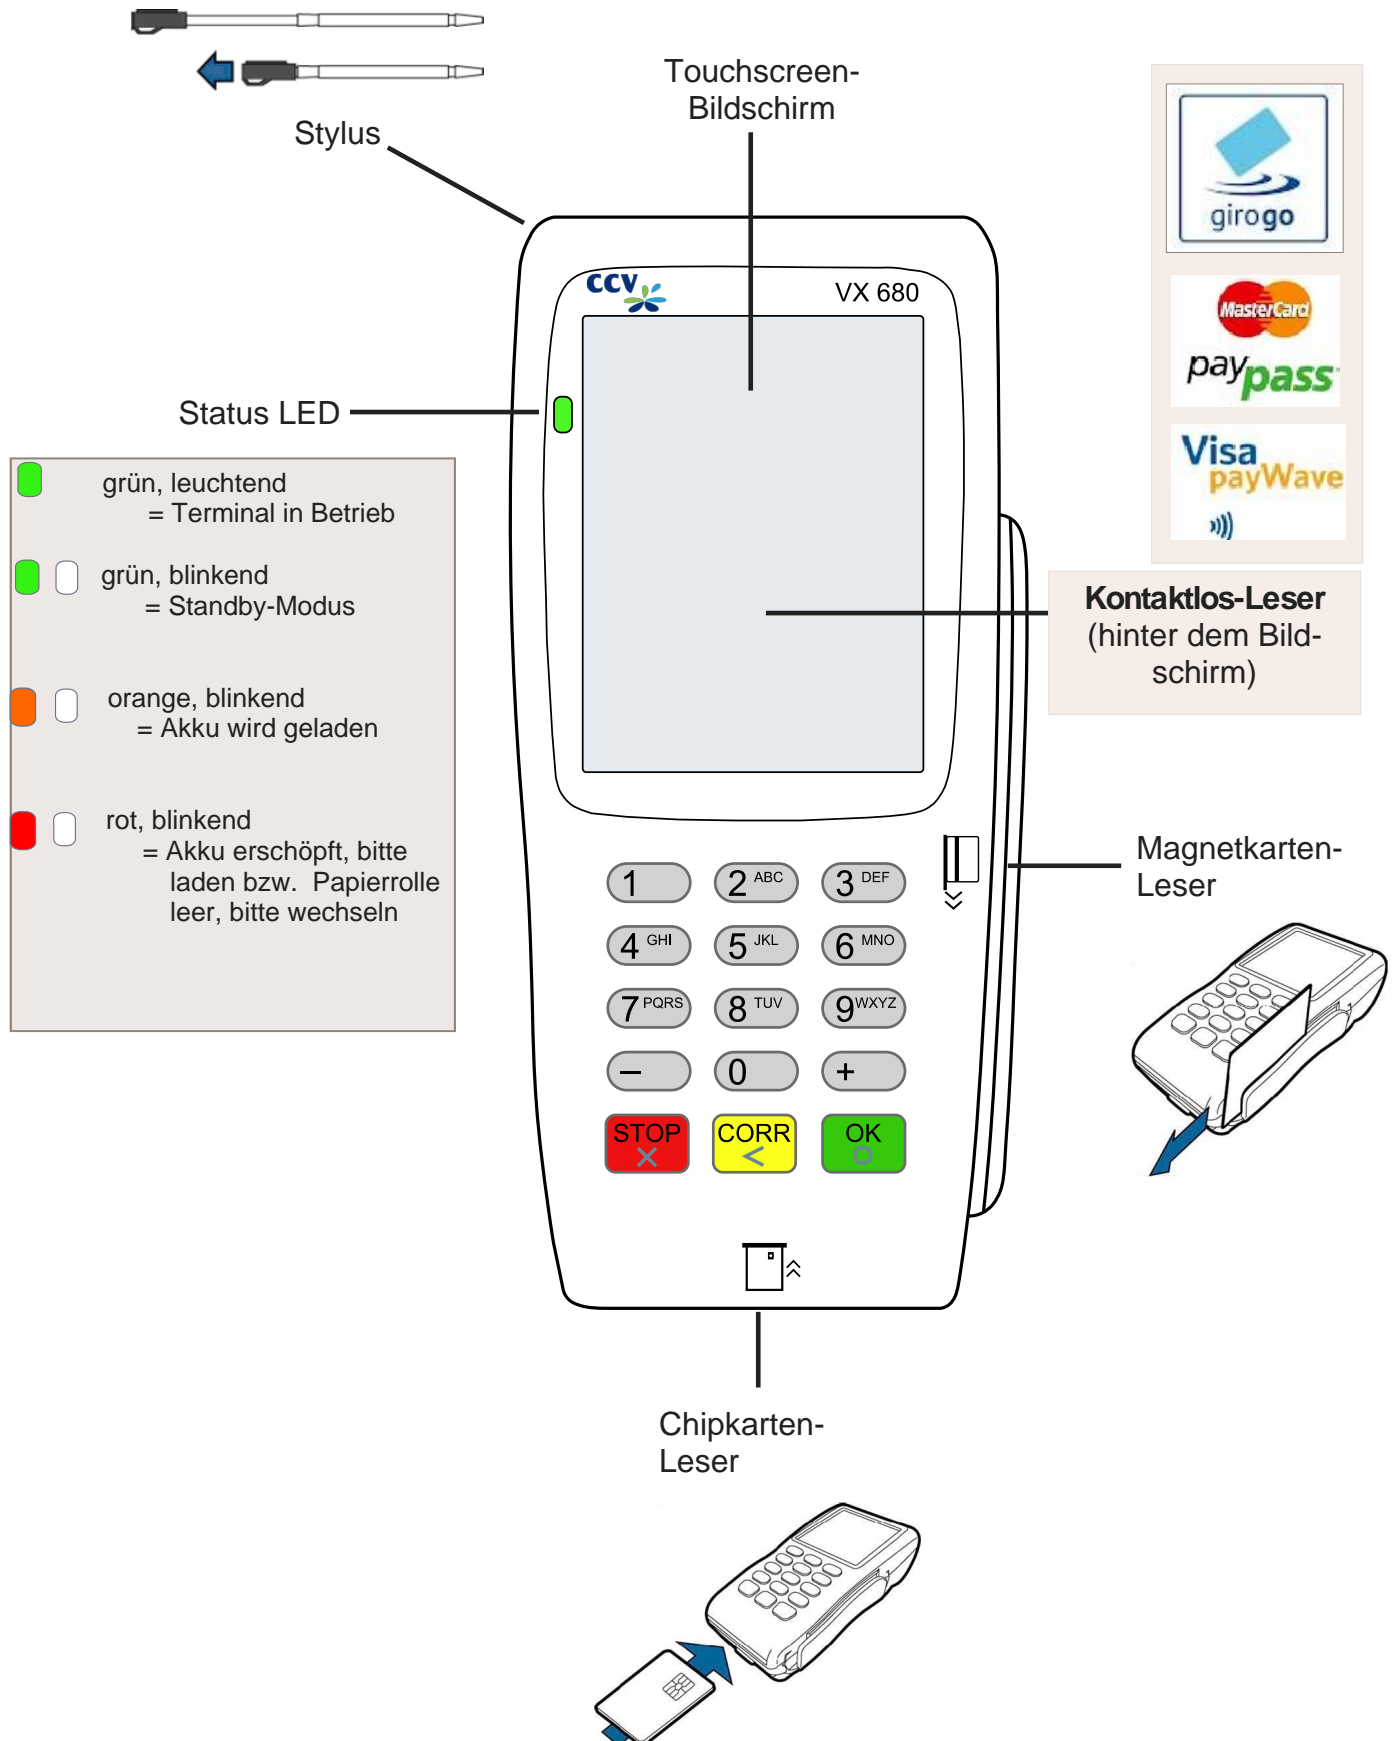 Touchscreen-
Bildschirm
Stylus
girogo
MasterCard
paypass
Visa
payWave
CCV
VX 680
Status LED
grün, leuchtend
= Terminal in Betrieb
grün, blinkend
= Standby-Modus
orange, blinkend
= Akku wird geladen
rot, blinkend
= Akku erschöpft, bitte
laden bzw. Papierrolle
leer, bitte wechseln
Kontaktlos-Leser
(hinter dem Bild-
schirm)
Magnetkarten-
Leser
1 2 ABC 3 DEF
4 GHI 5 JKL 6 MNO
7 PQRS 8 TUV 9 WXYZ
– 0 +
STOP CORR OK
Chipkarten-
Leser